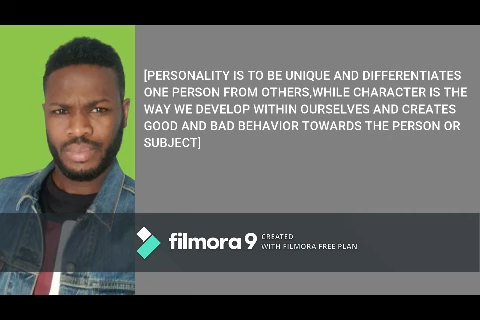 [PERSONALITY IS TO BE UNIQUE AND DIFFERENTIATES
ONE PERSON FROM OTHERS,WHILE CHARACTER IS THE
WAY WE DEVELOP WITHIN OURSELVES AND CREATES
GOOD AND BAD BEHAVIOR TOWARDS THE PERSON OR
SUBJECT]
filmora 9
CREATED
WITH FILMORA FREE PLAN